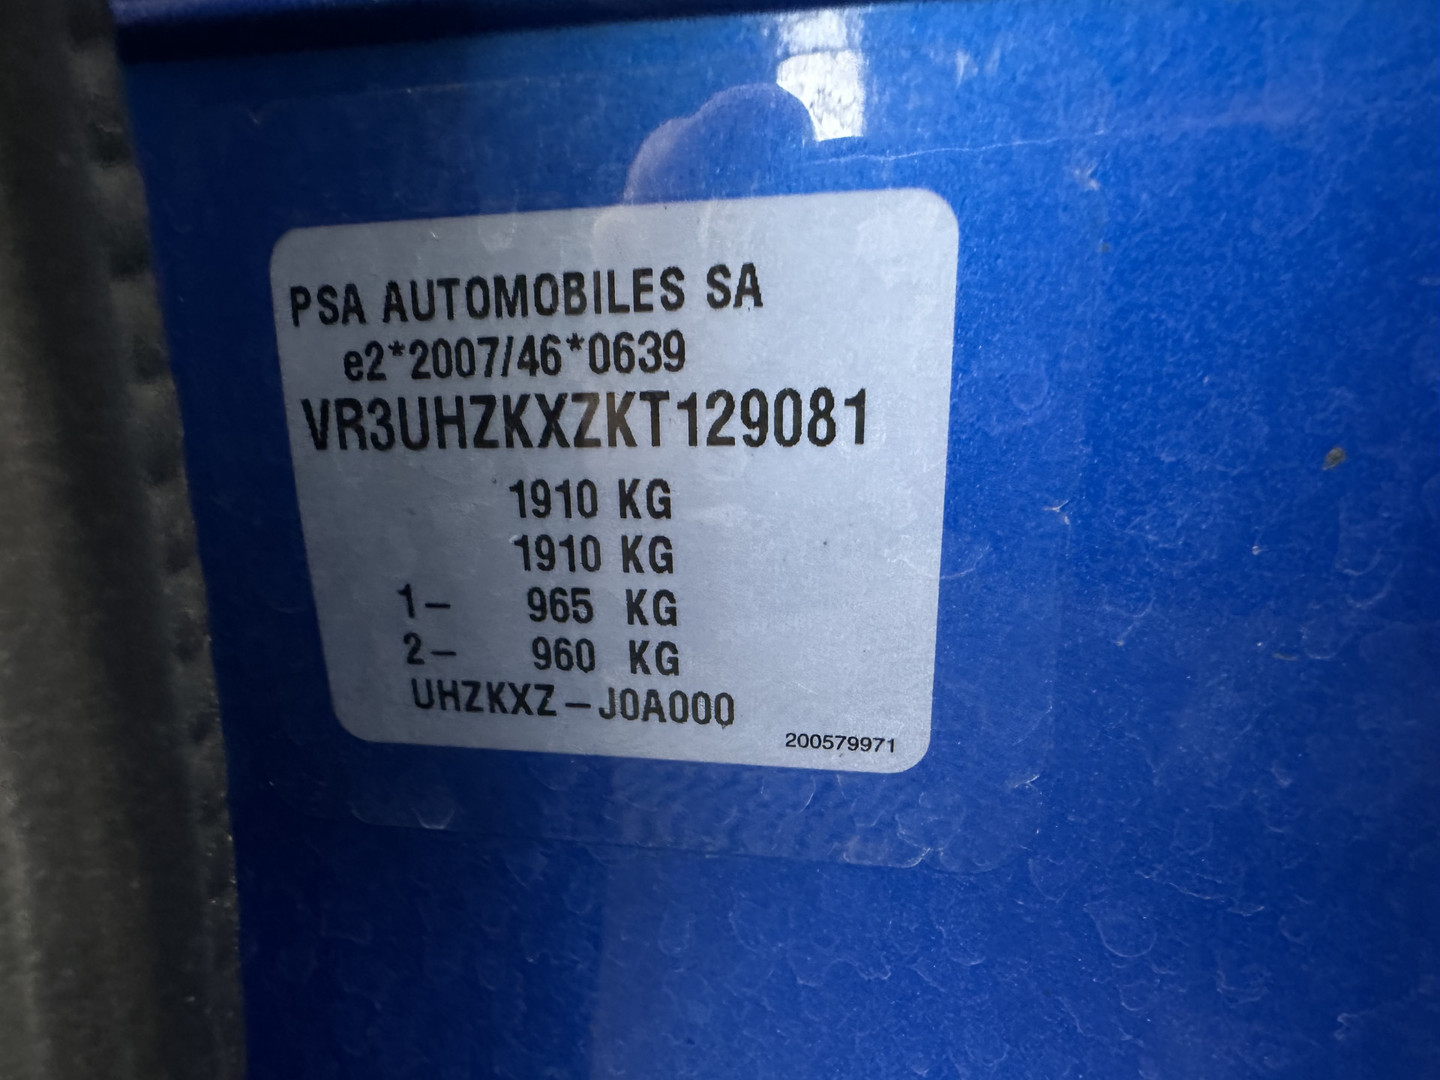 PSA AUTOMOBILES SA
e2*2007/46*0639
VR3UHZKXZKT129081
1910 KG
1910 KG
1- 965 KG
2- 960 KG
UHZKXZ-J0A000
200579971